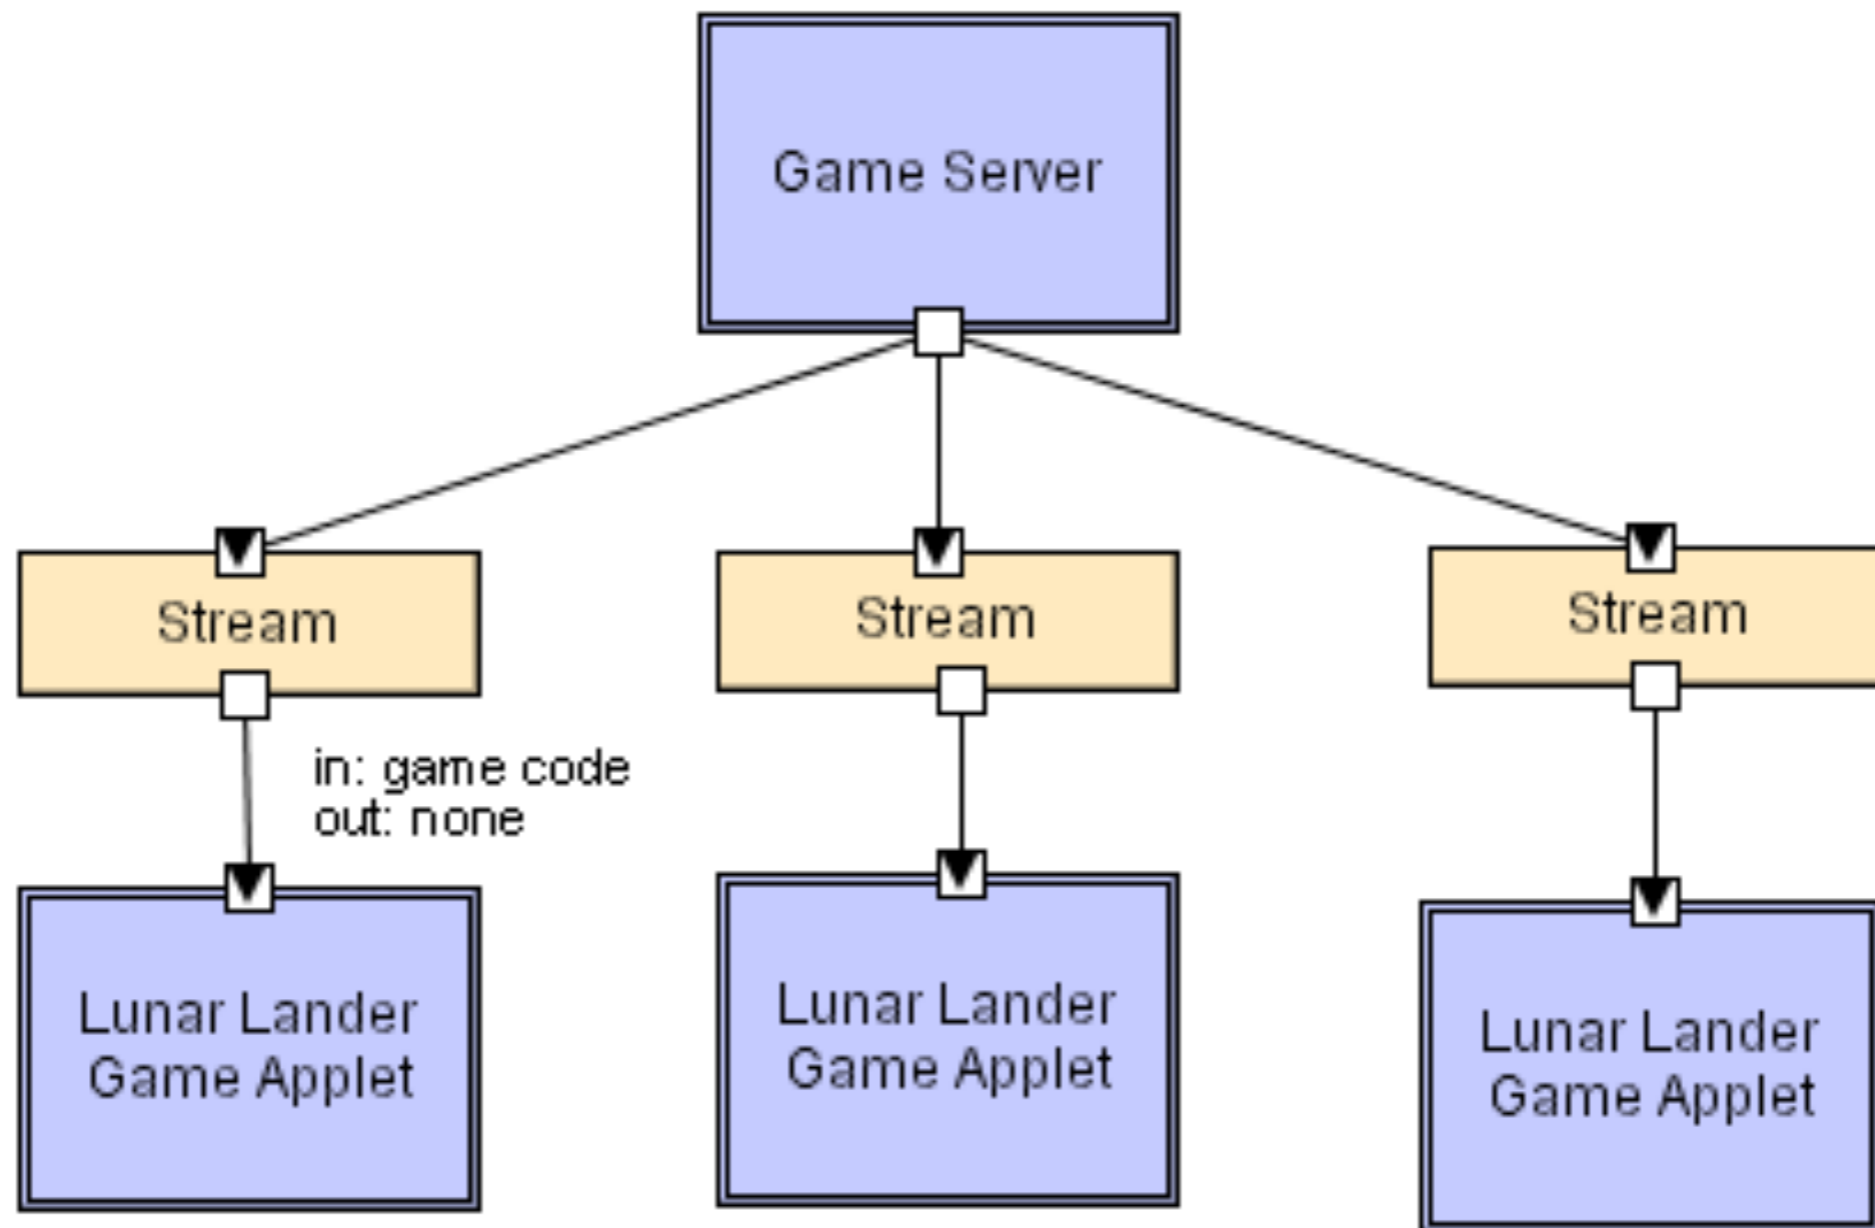 Game Server
Stream
Stream
Stream
in: game code
out: none
Lunar Lander
Game Applet
Lunar Lander
Game Applet
Lunar Lander
Game Applet